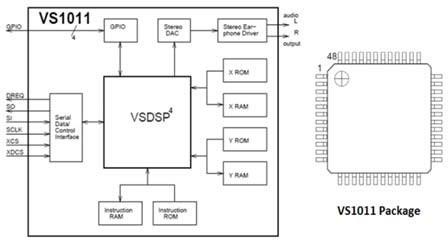 VS1011
GPIO
4
GPIO
Stereo
DAC
Stereo Ear-
phone Driver
audio
L
R
output
DREQ
SO
SI
SCLK
XCS
XDCS
Serial
Data/
Control
Interface
VSDSP4
X ROM
X RAM
Y ROM
Y RAM
Instruction
RAM
Instruction
ROM
48
1
VS1011 Package